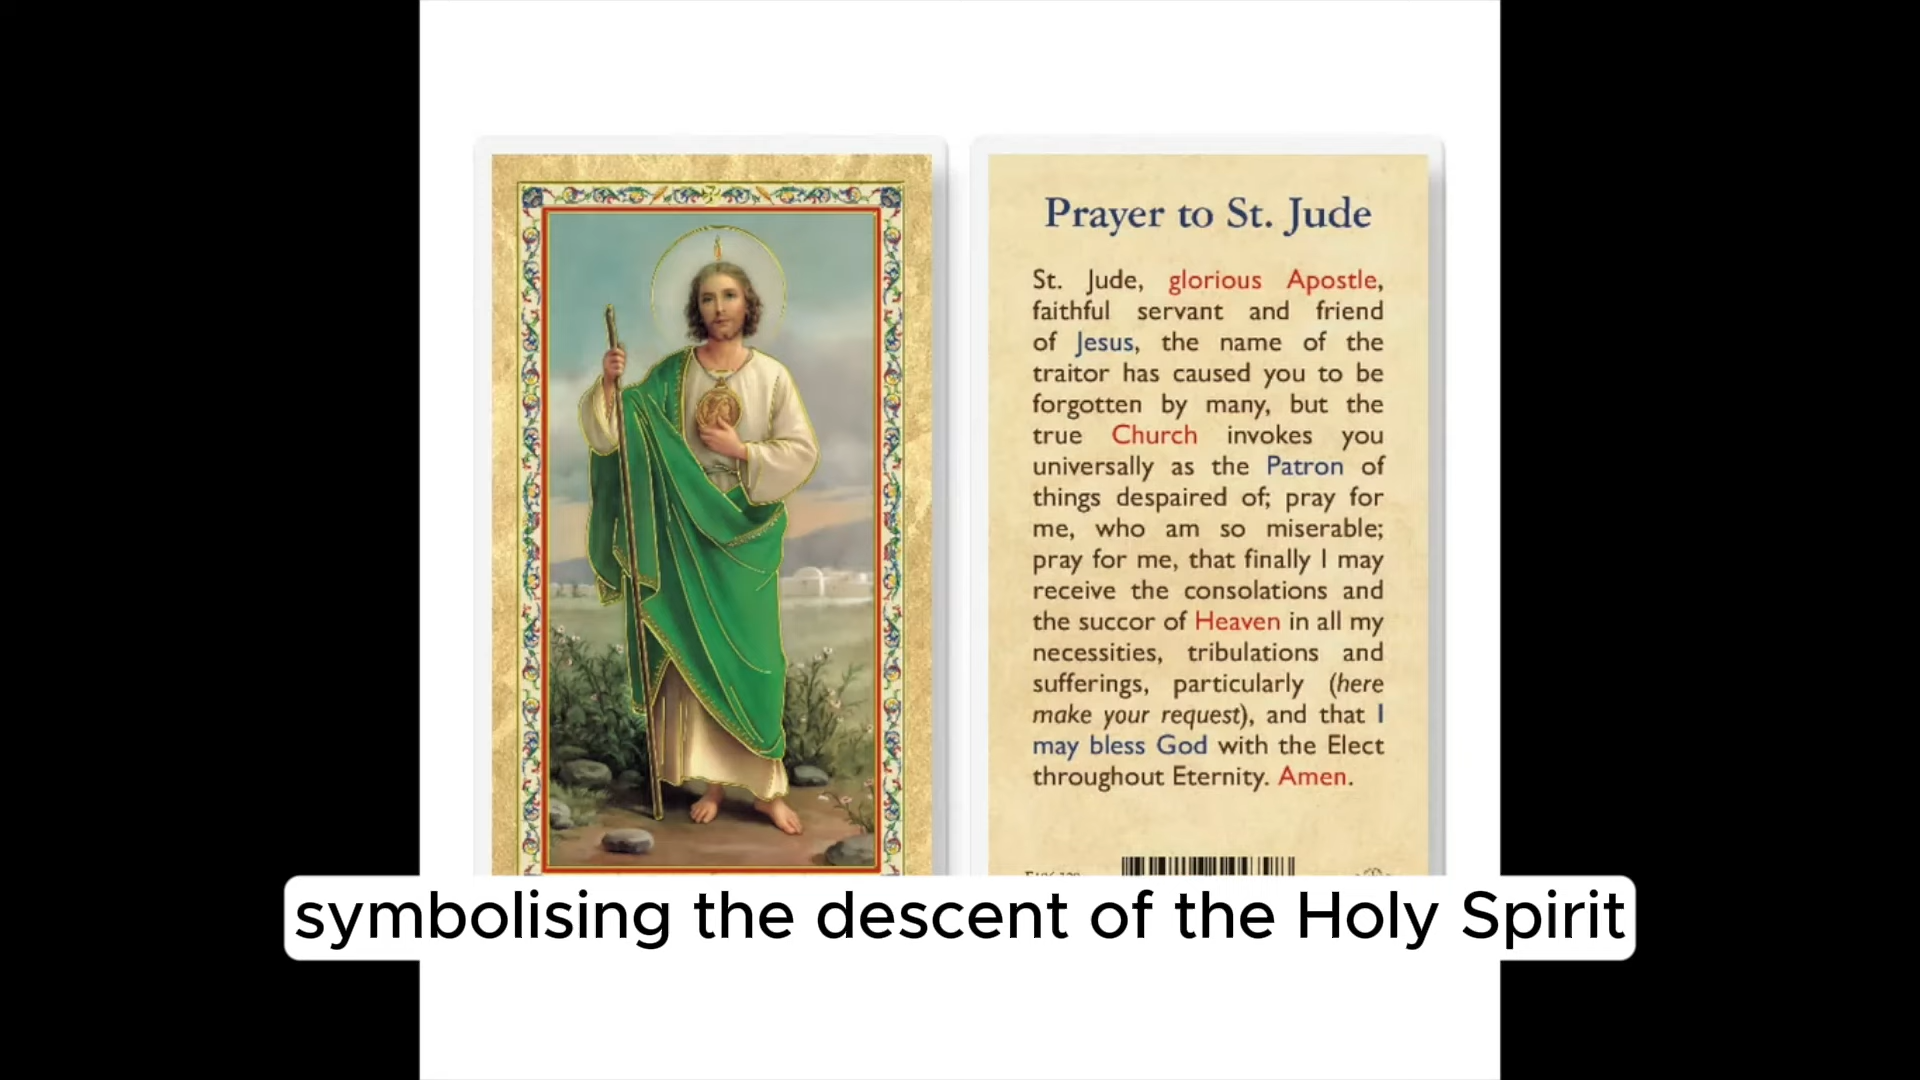 Prayer to St. Jude
St. Jude, glorious Apostle,
faithful servant and friend
of Jesus, the name of the
traitor has caused you to be
forgotten by many, but the
true Church invokes you
universally as the Patron of
things despaired of; pray for
me, who am so miserable;
pray for me, that finally I may
receive the consolations and
the succor of Heaven in all my
necessities, tribulations and
sufferings, particularly (here
make your request), and that I
may bless God with the Elect
throughout Eternity. Amen.
symbolising the descent of the Holy Spirit